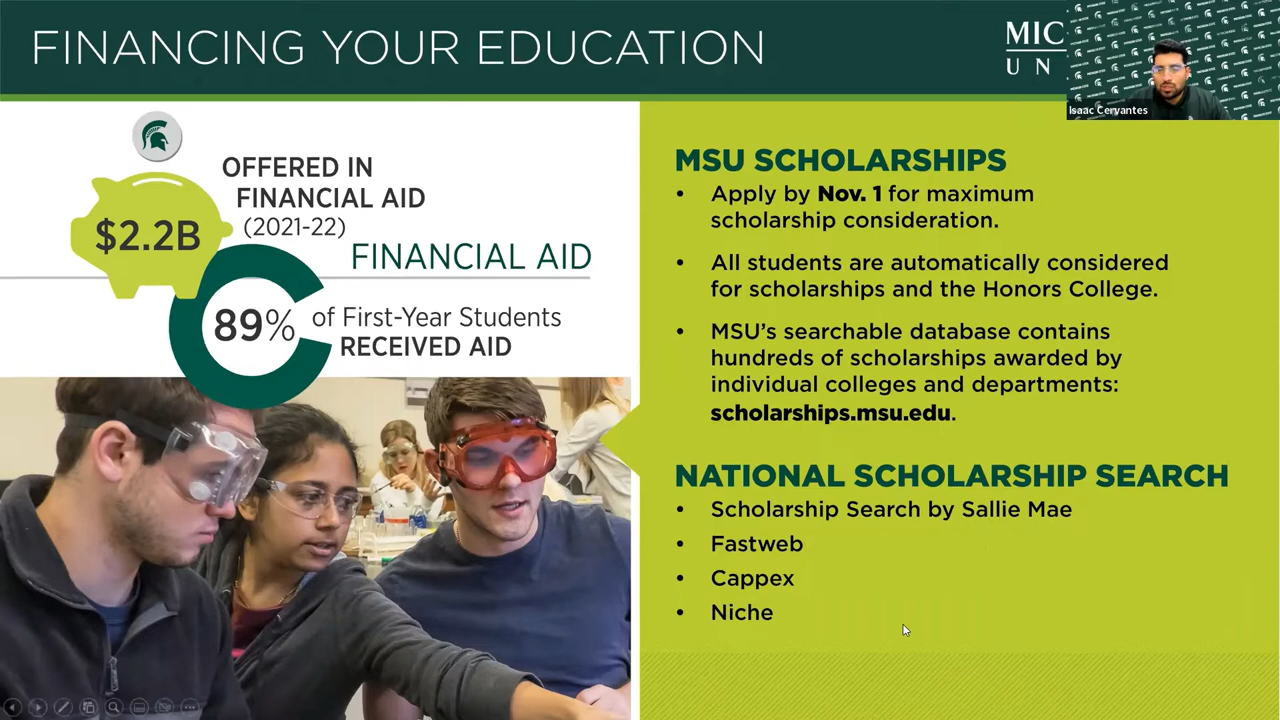 FINANCING YOUR EDUCATION
MIC
UN
Isaac Cervantes
OFFERED IN
FINANCIAL AID
(2021-22)
$2.2B
FINANCIAL AID
89%
of First-Year Students
RECEIVED AID
MSU SCHOLARSHIPS
• Apply by Nov. 1 for maximum
scholarship consideration.
• All students are automatically considered
for scholarships and the Honors College.
• MSU’s searchable database contains
hundreds of scholarships awarded by
individual colleges and departments:
scholarships.msu.edu.
NATIONAL SCHOLARSHIP SEARCH
• Scholarship Search by Sallie Mae
• Fastweb
• Cappex
• Niche